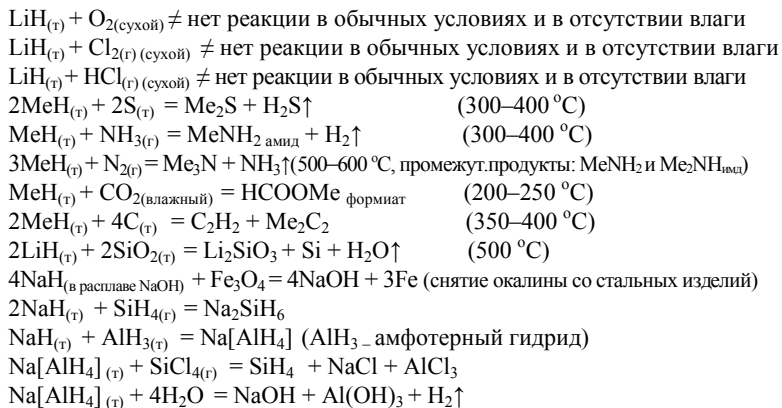 LiH(т) + O2(сухой) ≠ нет реакции в обычных условиях и в отсутствии влаги
LiH(т) + Cl2(г) (сухой) ≠ нет реакции в обычных условиях и в отсутствии влаги
LiH(т) + HCl(г) (сухой) ≠ нет реакции в обычных условиях и в отсутствии влаги
2MeH(т) + 2S(т) = Me2S + H2S↑ (300–400 °C)
MeH(т) + NH3(г) = MeNH2 амид + H2↑ (300–400 °C)
3MeH(т) + N2(г) = Me3N + NH3↑(500–600 °C, промежут.продукты: MeNH2 и Me2NHимд)
MeH(т) + CO2(влажный) = HCOOMe формиат (200–250 °C)
2MeH(т) + 4C(т) = C2H2 + Me2C2 (350–400 °C)
2LiH(т) + 2SiO2(т) = Li2SiO3 + Si + H2O↑ (500 °C)
4NaH(в расплаве NaOH) + Fe3O4 = 4NaOH + 3Fe (снятие окалины со стальных изделий)
2NaH(т) + SiH4(г) = Na2SiH6
NaH(т) + AlH3(т) = Na[AlH4] (AlH3 – амфотерный гидрид)
Na[AlH4] (т) + SiCl4(г) = SiH4 + NaCl + AlCl3
Na[AlH4] (т) + 4H2O = NaOH + Al(OH)3 + H2↑